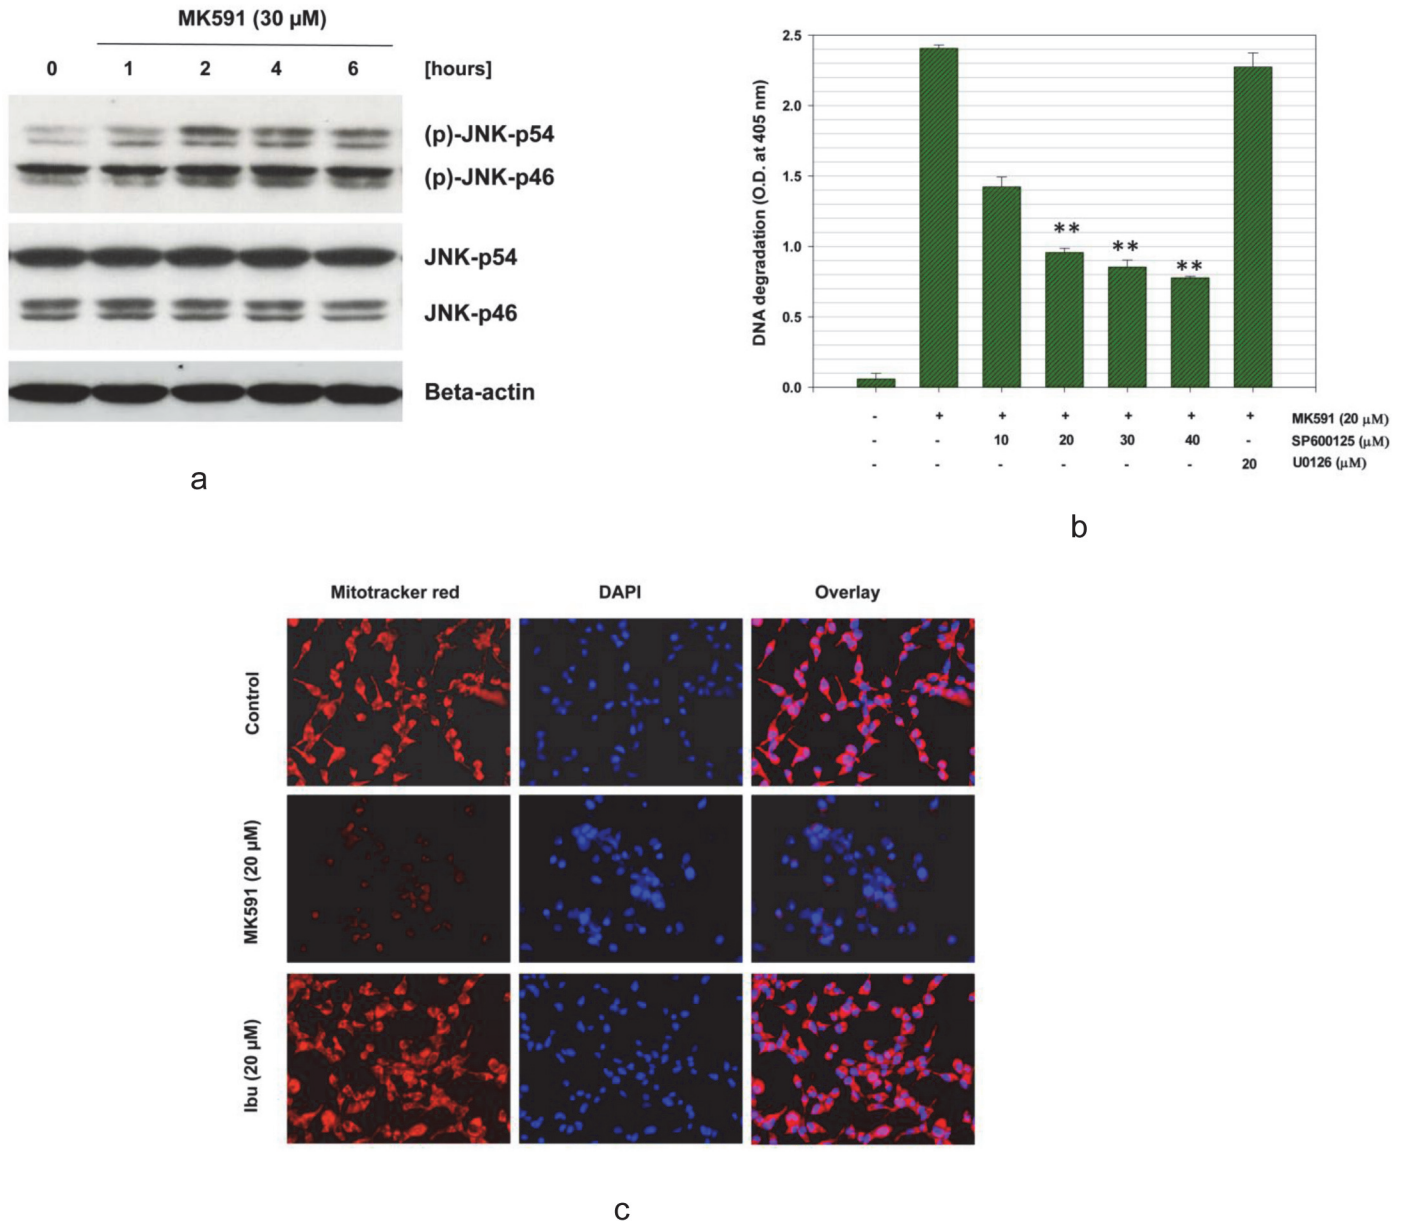 MK591 (30 µM)
0 1 2 4 6 [hours]
(p)-JNK-p54
(p)-JNK-p46
JNK-p54
JNK-p46
Beta-actin
a
DNA degradation (O.D. at 405 nm)
2.5
2.0
1.5
1.0
0.5
0.0
**
**
**
- + + + + + + MK591 (20 µM)
- - 10 20 30 40 - SP600125 (µM)
- - - - - - 20 U0126 (µM)
b
Mitotracker red DAPI Overlay
Control
MK591 (20 µM)
Ibu (20 µM)
c